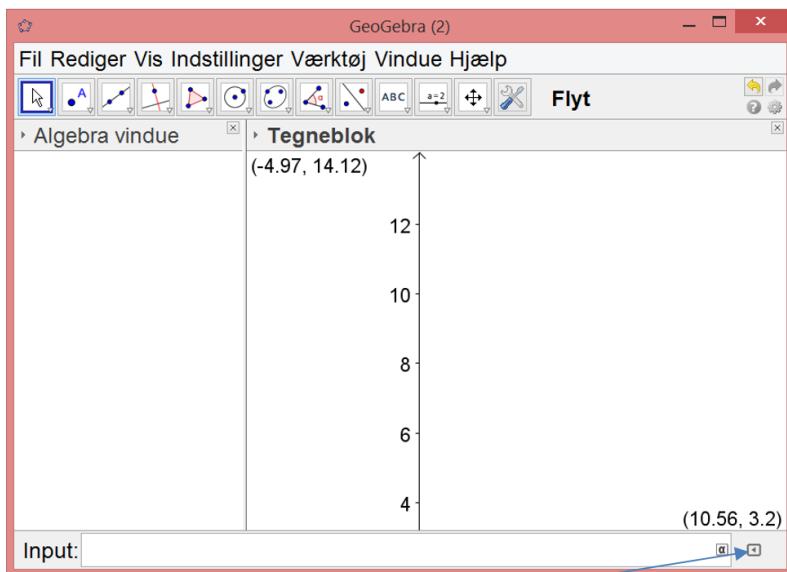 GeoGebra (2)
Fil Rediger Vis Indstillinger Værktøj Vindue Hjælp
A α ABC a=2 Flyt
Algebra vindue Tegneblok
(-4.97, 14.12)
12
10
8
6
4
(10.56, 3.2)
Input: α